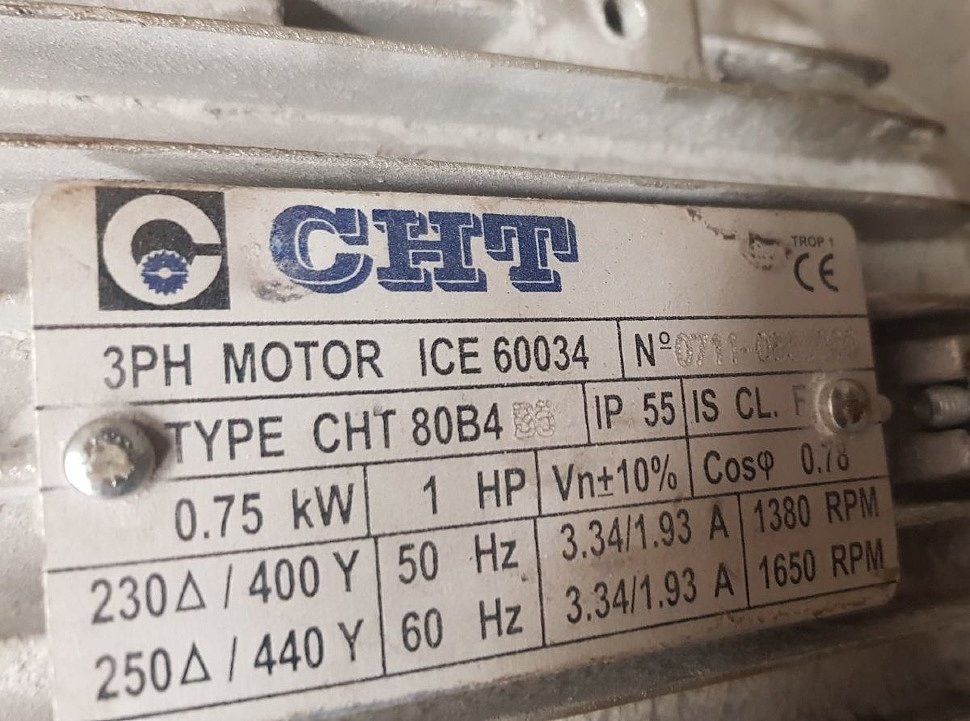 CHT
TROP 1
CE
3PH MOTOR ICE 60034 Nº
TYPE CHT 80B4 IP 55 IS CL. F
0.75 kW 1 HP Vn±10% Cosφ 0.78
230Δ / 400 Y 50 Hz 3.34/1.93 A 1380 RPM
250Δ / 440 Y 60 Hz 3.34/1.93 A 1650 RPM